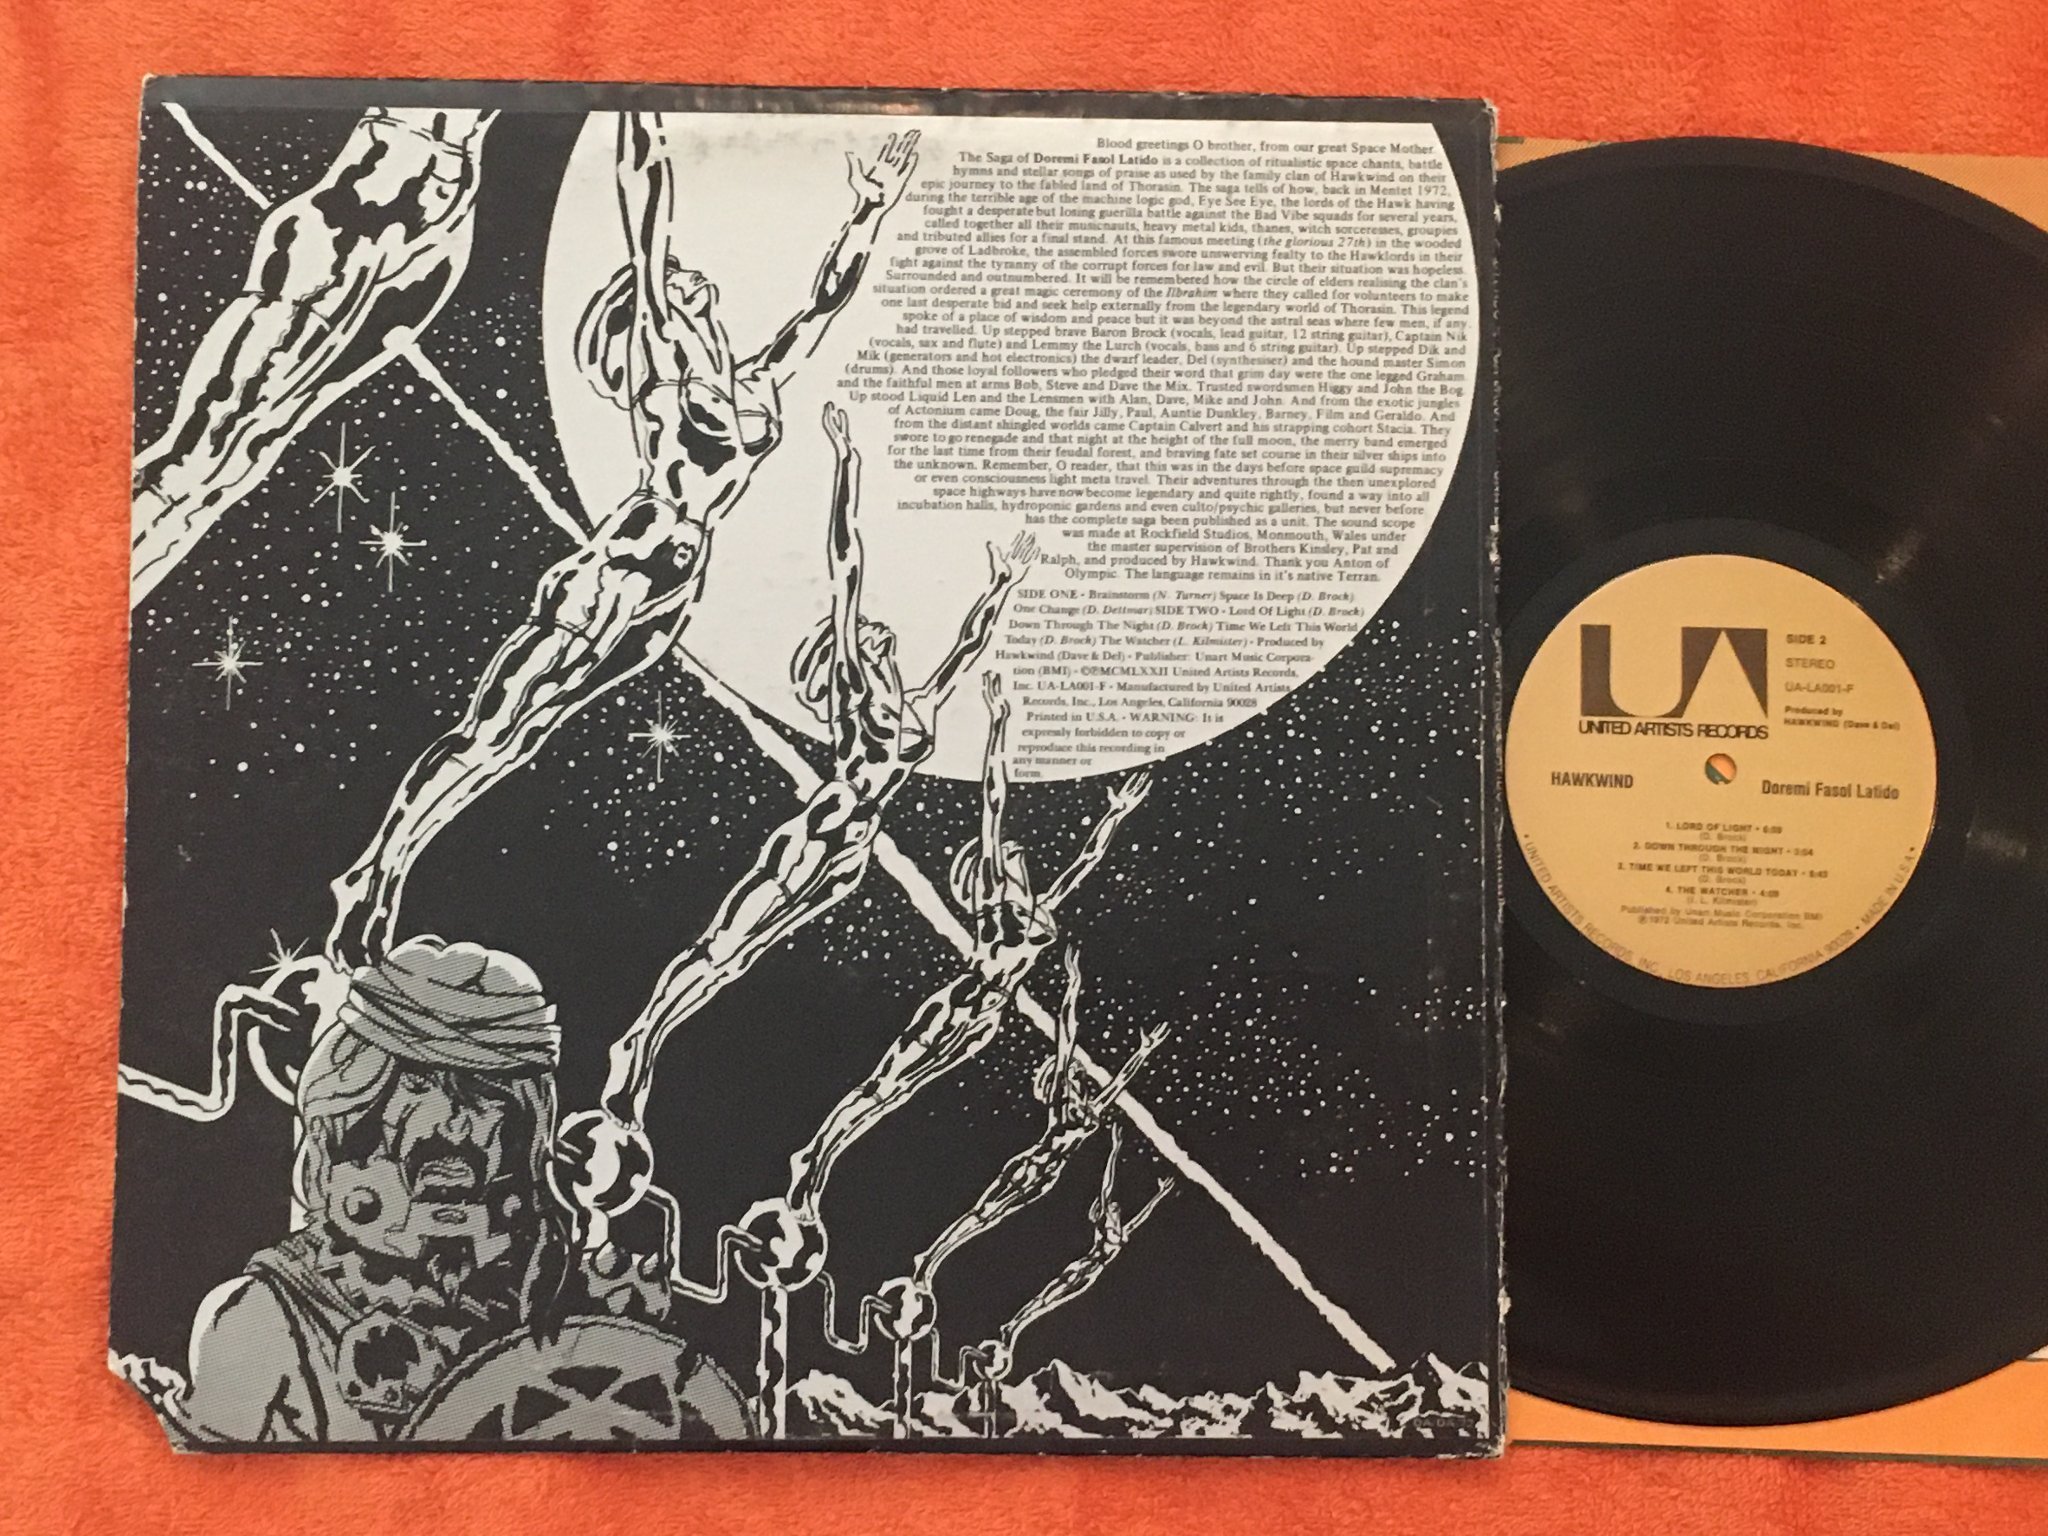 Blood greetings O brother, from our great Space Mother.
The Saga of Doremi Fasol Latido is a collection of ritualistic space chants, battle
hymns and stellar songs of praise as used by the family clan of Hawkwind on their
epic journey to the fabled land of Thorasin. The saga tells of how, back in Mentet 1972,
during the terrible age of the machine logic god, Eye See Eye, the lords of the Hawk having
fought a desperate but losing guerilla battle against the Bad Vibe squads for several years,
called together all their musicnauts, heavy metal kids, thanes, witch sorceresses, groupies
and tributed allies for a final stand. At this famous meeting (the glorious 27th) in the wooded
grove of Ladbroke, the assembled forces swore unswerving fealty to the Hawklords in their
fight against the tyranny of the corrupt forces for law and evil. But their situation was hopeless.
Surrounded and outnumbered. It will be remembered how the circle of elders realising the clan's
situation ordered a great magic ceremony of the Ilbrahim where they called for volunteers to make
one last desperate bid and seek help externally from the legendary world of Thorasin. This legend
spoke of a place of wisdom and peace but it was beyond the astral seas where few men, if any,
had travelled. Up stepped brave Baron Brock (vocals, lead guitar, 12 string guitar), Captain Nik
(vocals, sax and flute) and Lemmy the Lurch (vocals, bass and 6 string guitar). Up stepped Dik and
Mik (generators and hot electronics) the dwarf leader, Del (synthesiser) and the hound master Simon
(drums). And those loyal followers who pledged their word that grim day were the one legged Graham
and the faithful men at arms Bob, Steve and Dave the Mix. Trusted swordsmen Higgy and John the Bog.
Up stood Liquid Len and the Lensmen with Alan, Dave, Mike and John. And from the exotic jungles
of Actonium came Doug, the fair Jilly, Paul, Auntie Dunkley, Barney, Film and Geraldo. And
from the distant shingled worlds came Captain Calvert and his strapping cohort Stacia. They
swore to go renegade and that night at the height of the full moon, the merry band emerged
for the last time from their feudal forest, and braving fate set course in their silver ships into
the unknown. Remember, O reader, that this was in the days before space guild supremacy
or even consciousness light meta travel. Their adventures through the then unexplored
space highways have now become legendary and quite rightly, found a way into all
incubation halls, hydroponic gardens and even culto/psychic galleries, but never before
has the complete saga been published as a unit. The sound scope
was made at Rockfield Studios, Monmouth, Wales under
the master supervision of Brothers Kinsley, Pat and
Ralph, and produced by Hawkwind. Thank you Anton of
Olympic. The language remains in it's native Terran.
SIDE ONE - Brainstorm (N. Turner) Space Is Deep (D. Brock)
One Change (D. Dettmar) SIDE TWO - Lord Of Light (D. Brock)
Down Through The Night (D. Brock) Time We Left This World
Today (D. Brock) The Watcher (L. Kilmister) - Produced by
Hawkwind (Dave & Del) - Publisher: Unart Music Corpora-
tion (BMI) - ©℗MCMLXXII United Artists Records,
Inc. UA-LA001-F - Manufactured by United Artists
Records, Inc., Los Angeles, California 90028
Printed in U.S.A. - WARNING: It is
expressly forbidden to copy or
reproduce this recording in
any manner or
form.
UA
UNITED ARTISTS RECORDS
SIDE 2
STEREO
UA-LA001-F
Produced by
HAWKWIND (Dave & Del)
HAWKWIND
Doremi Fasol Latido
1. LORD OF LIGHT • 6:59
(D. Brock)
2. DOWN THROUGH THE NIGHT • 3:04
(D. Brock)
3. TIME WE LEFT THIS WORLD TODAY • 8:43
(D. Brock)
4. THE WATCHER • 4:00
(I. L. Kilmister)
Published by Unart Music Corporation BMI
℗ 1972 United Artists Records, Inc.
• UNITED ARTISTS RECORDS, INC., LOS ANGELES, CALIFORNIA 90028 • MADE IN U.S.A. •